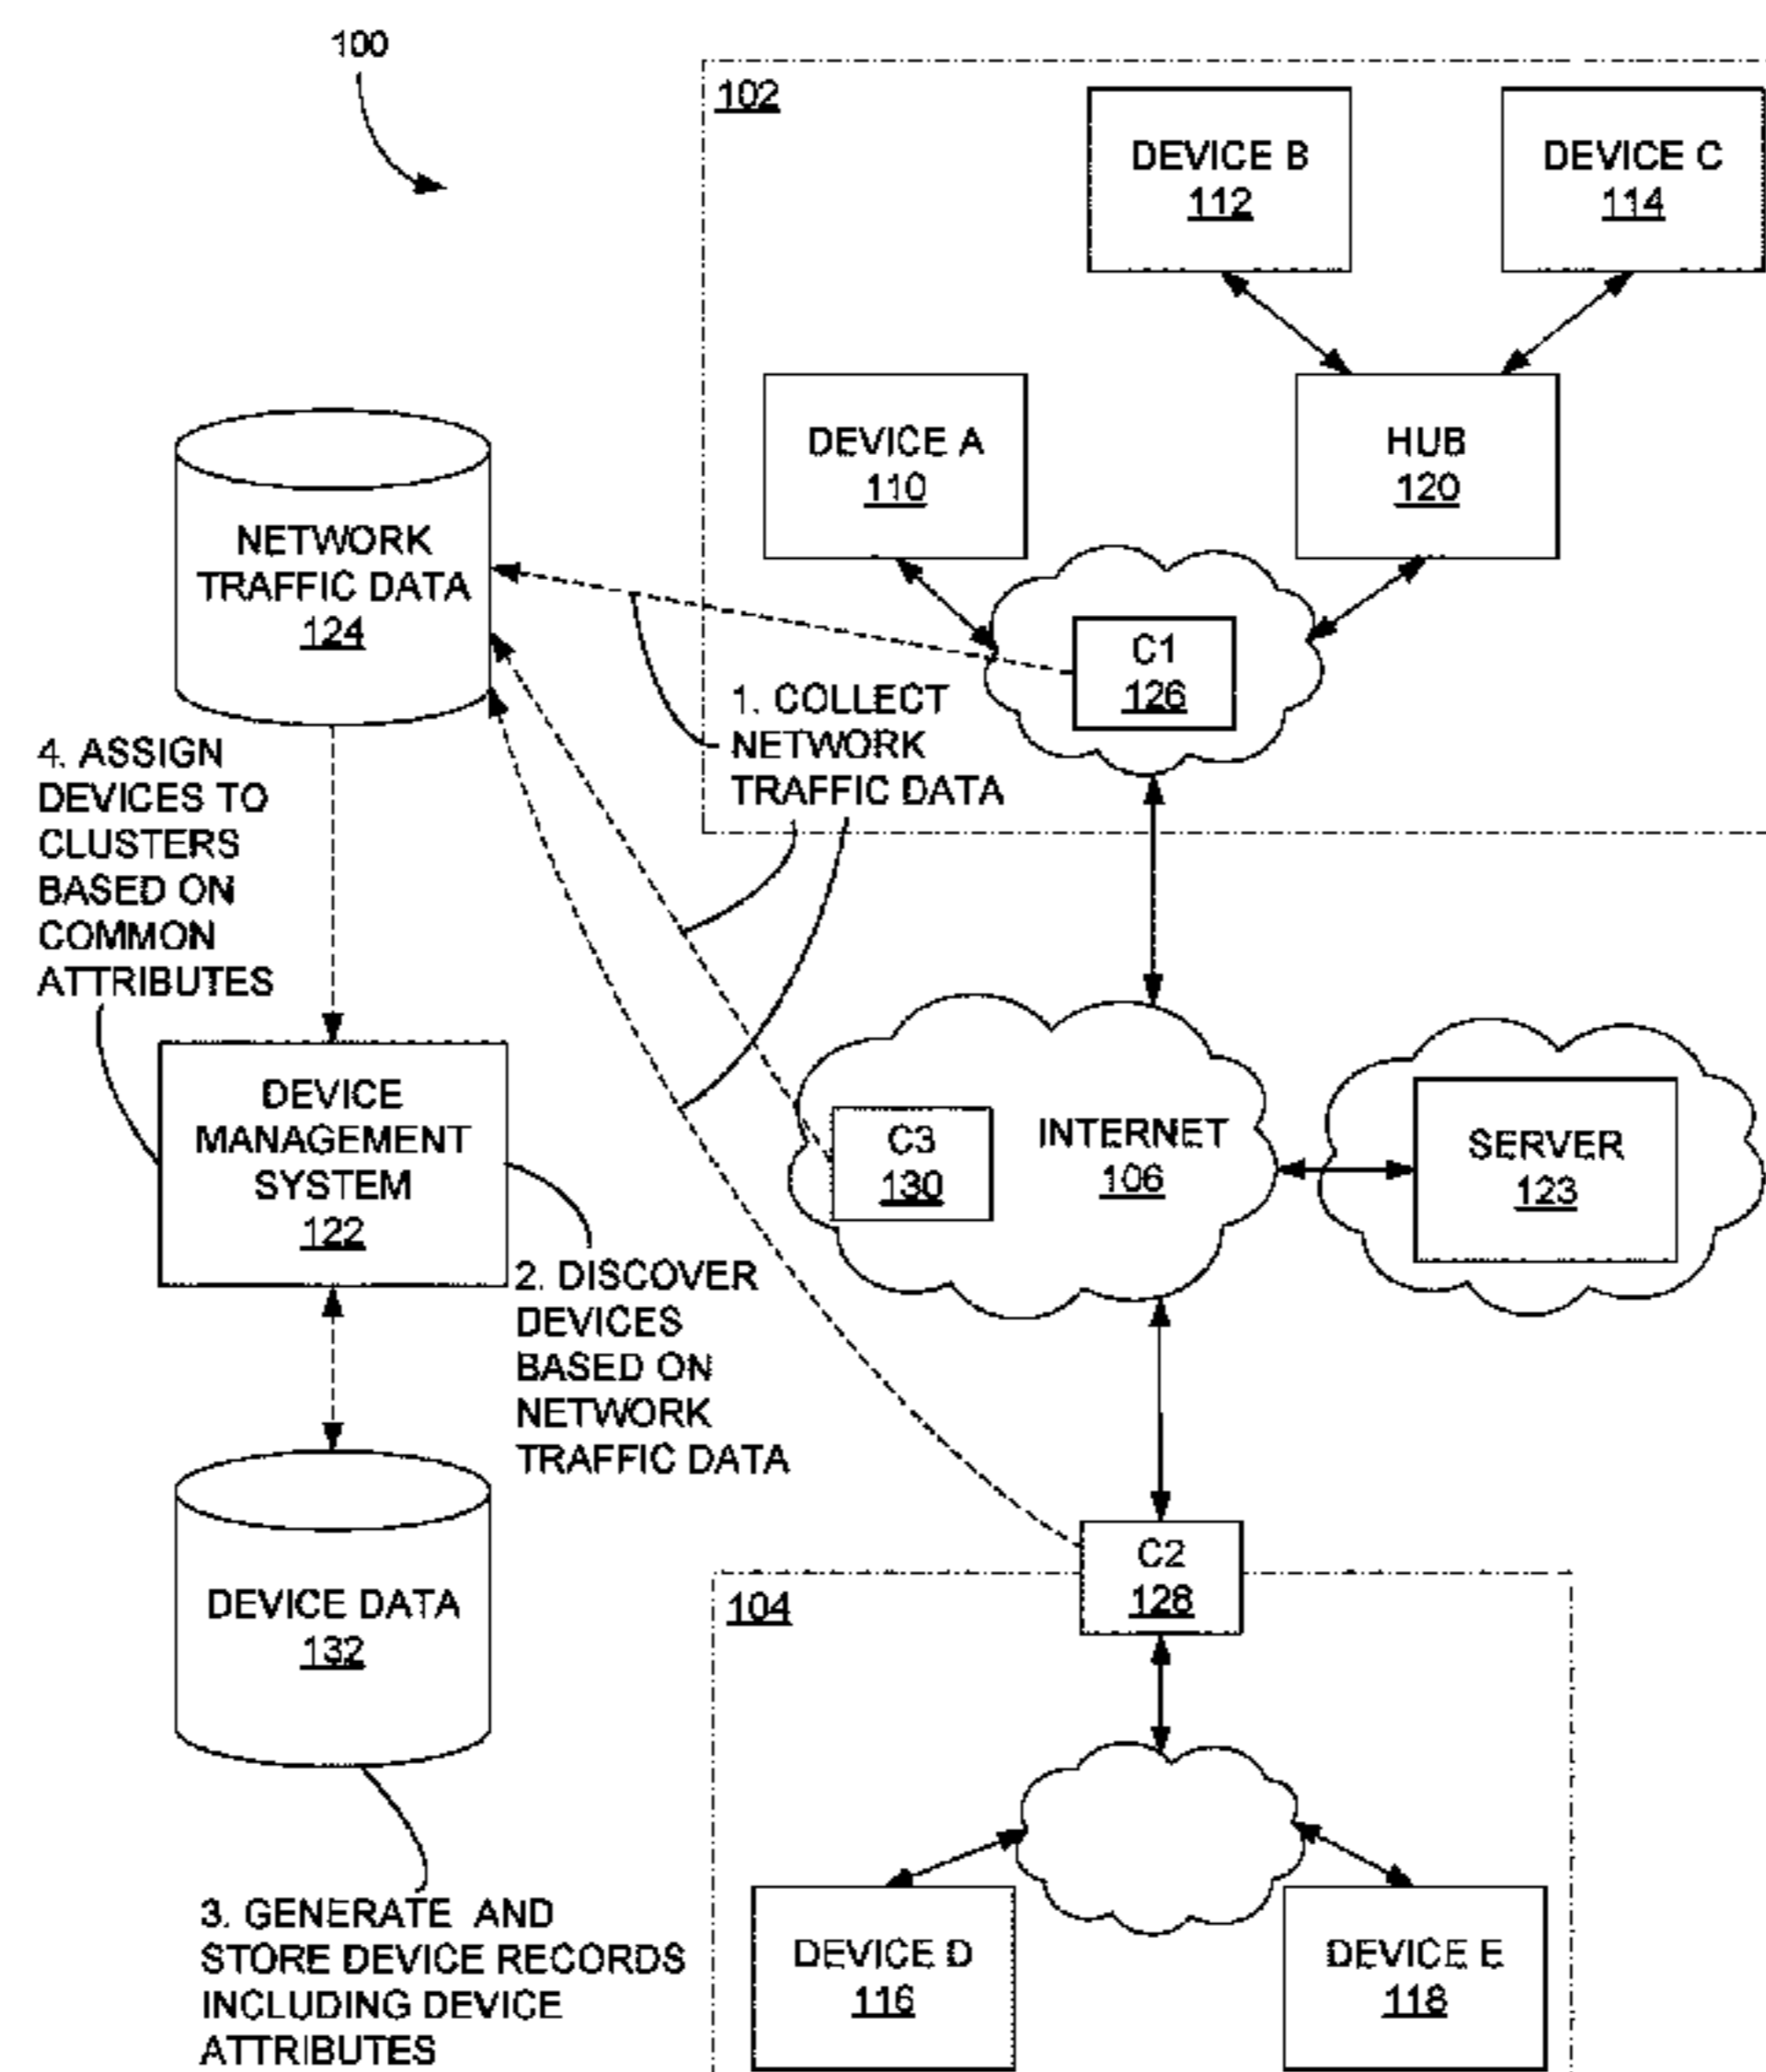 100
102
DEVICE B
112
DEVICE C
114
DEVICE A
110
HUB
120
NETWORK
TRAFFIC DATA
124
C1
126
1. COLLECT
NETWORK
TRAFFIC DATA
4. ASSIGN
DEVICES TO
CLUSTERS
BASED ON
COMMON
ATTRIBUTES
DEVICE
MANAGEMENT
SYSTEM
122
C3
130
INTERNET
106
SERVER
123
2. DISCOVER
DEVICES
BASED ON
NETWORK
TRAFFIC DATA
C2
128
104
DEVICE DATA
132
3. GENERATE AND
STORE DEVICE RECORDS
INCLUDING DEVICE
ATTRIBUTES
DEVICE D
116
DEVICE E
118